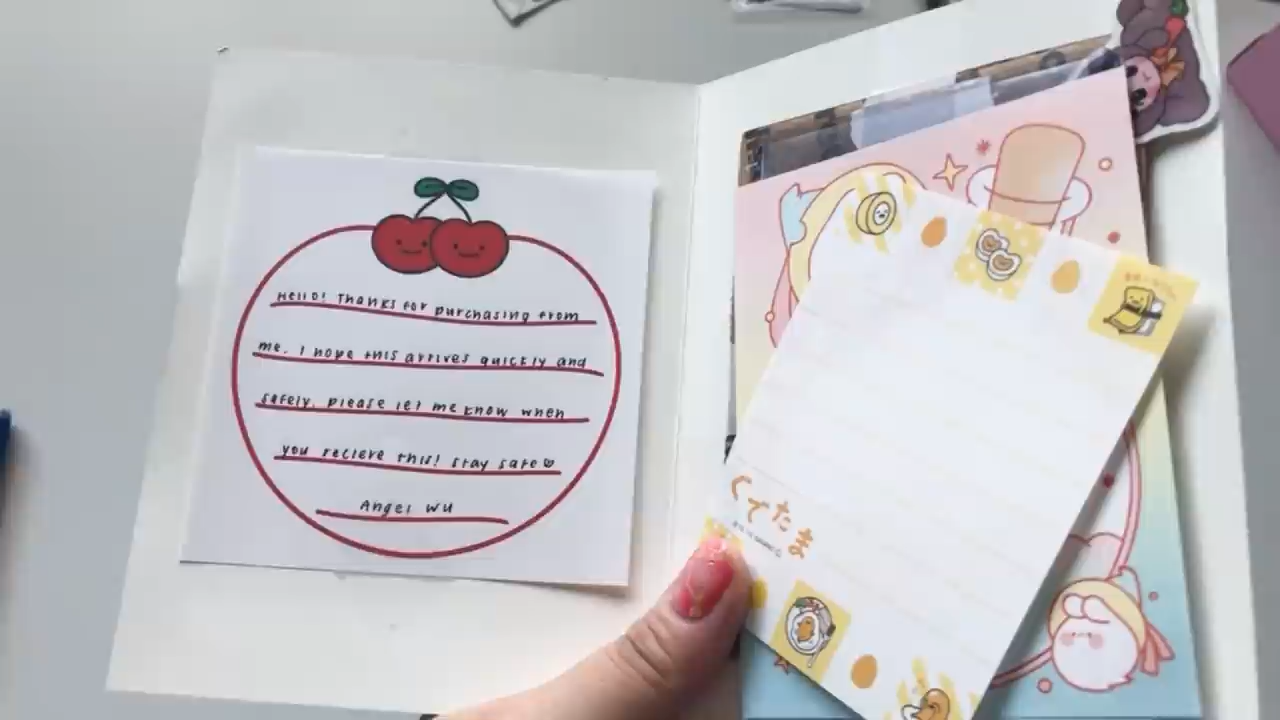 Hello! Thanks for purchasing from
me. I hope this arrives quickly and
safely. please let me know when
you recieve this! stay safe♡
Angel Wu
ぐでたま